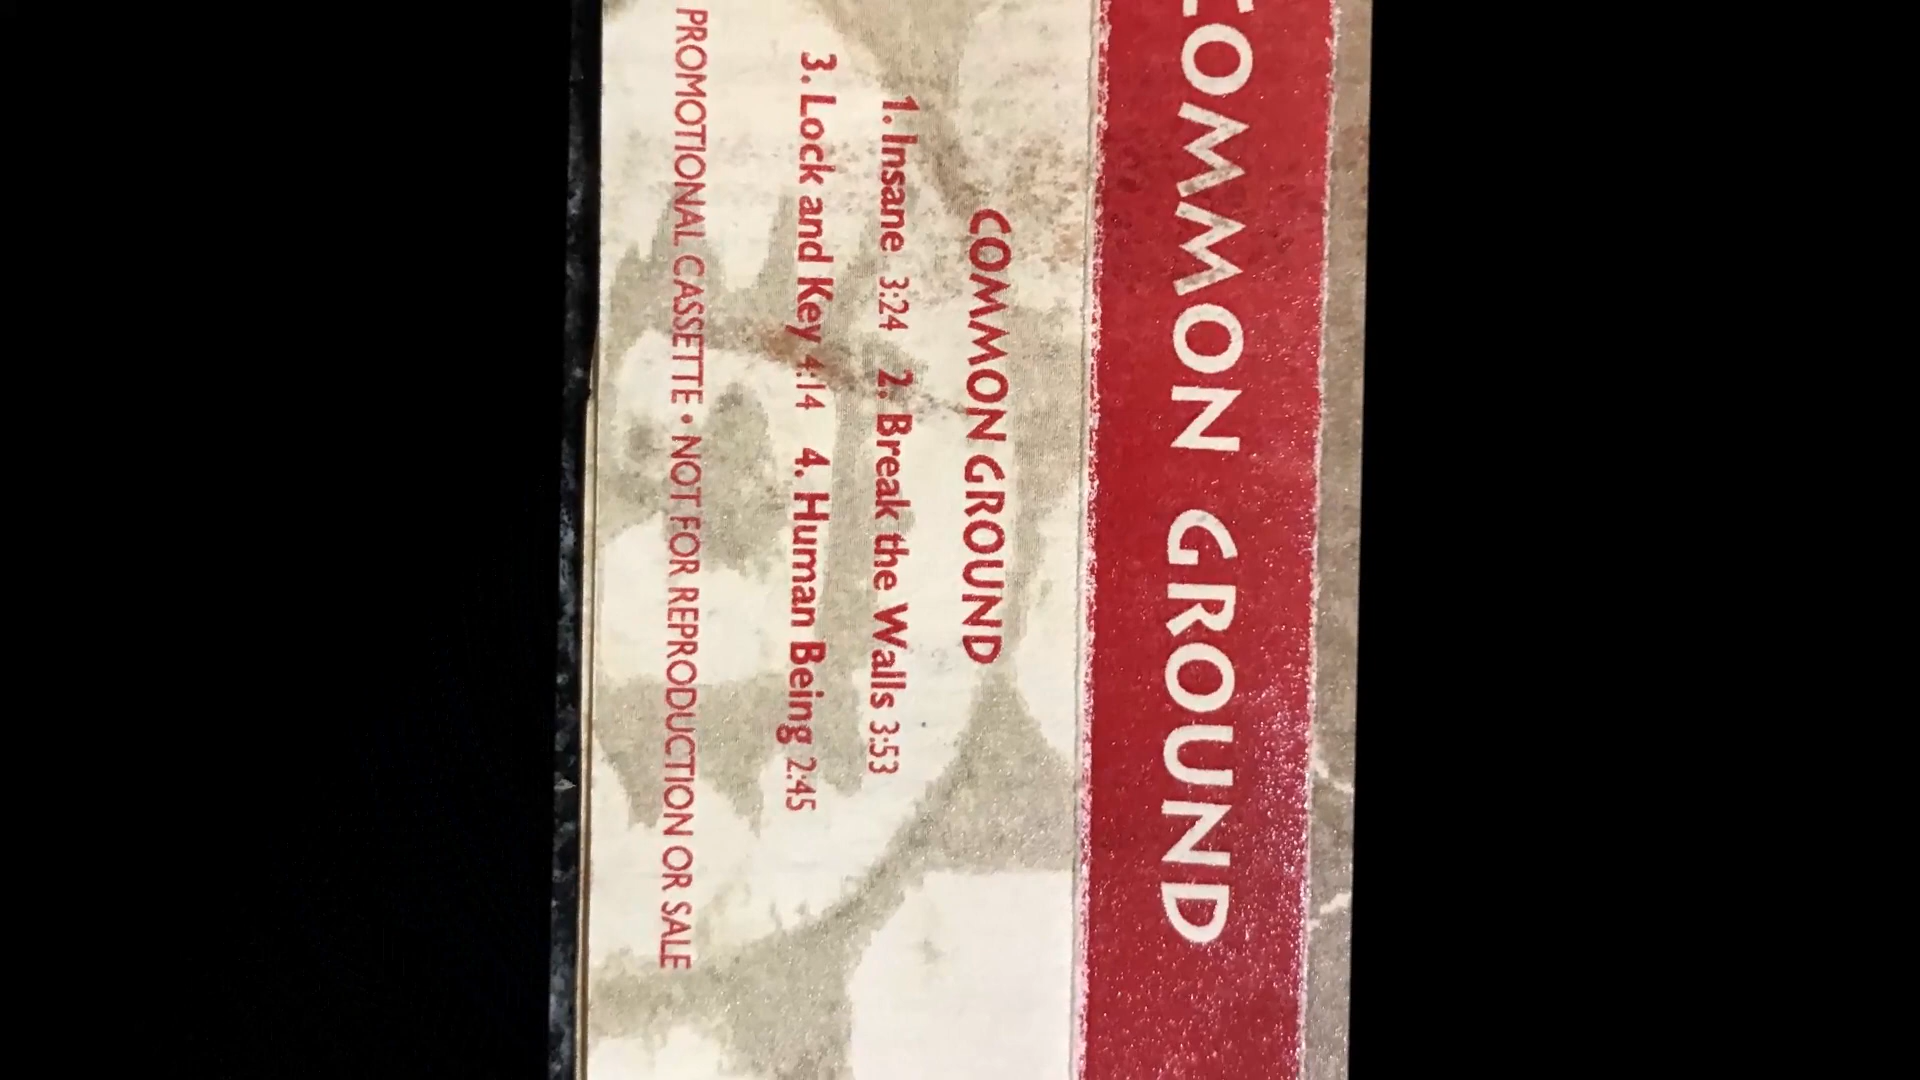 COMMON GROUND
COMMON GROUND
1. Insane 3:24 2. Break the Walls 3:53
3. Lock and Key 4:14 4. Human Being 2:45
PROMOTIONAL CASSETTE • NOT FOR REPRODUCTION OR SALE